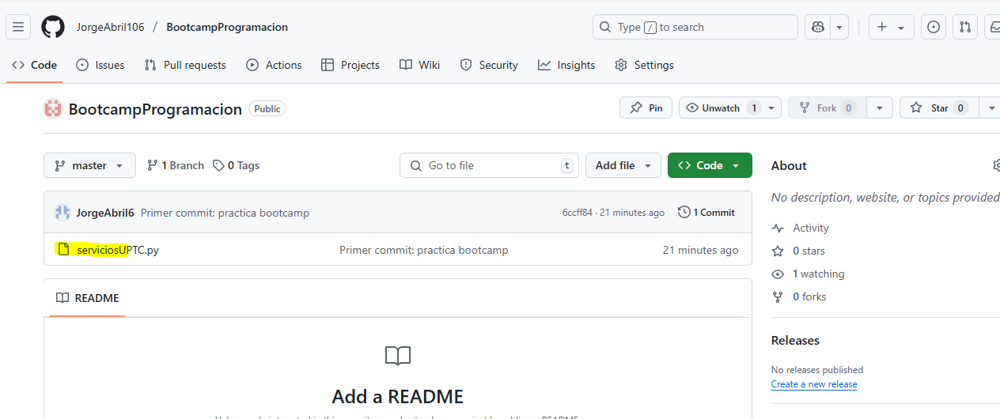 JorgeAbril106 / BootcampProgramacion Type / to search
Code Issues Pull requests Actions Projects Wiki Security Insights Settings
BootcampProgramacion Public Pin Unwatch 1 Fork 0 Star 0
master 1 Branch 0 Tags Go to file t Add file Code
About
No description, website, or topics provided
JorgeAbril6 Primer commit: practica bootcamp 6ccff84 · 21 minutes ago 1 Commit
serviciosUPTC.py Primer commit: practica bootcamp 21 minutes ago
Activity
0 stars
1 watching
0 forks
README
Releases
No releases published
Create a new release
Add a README